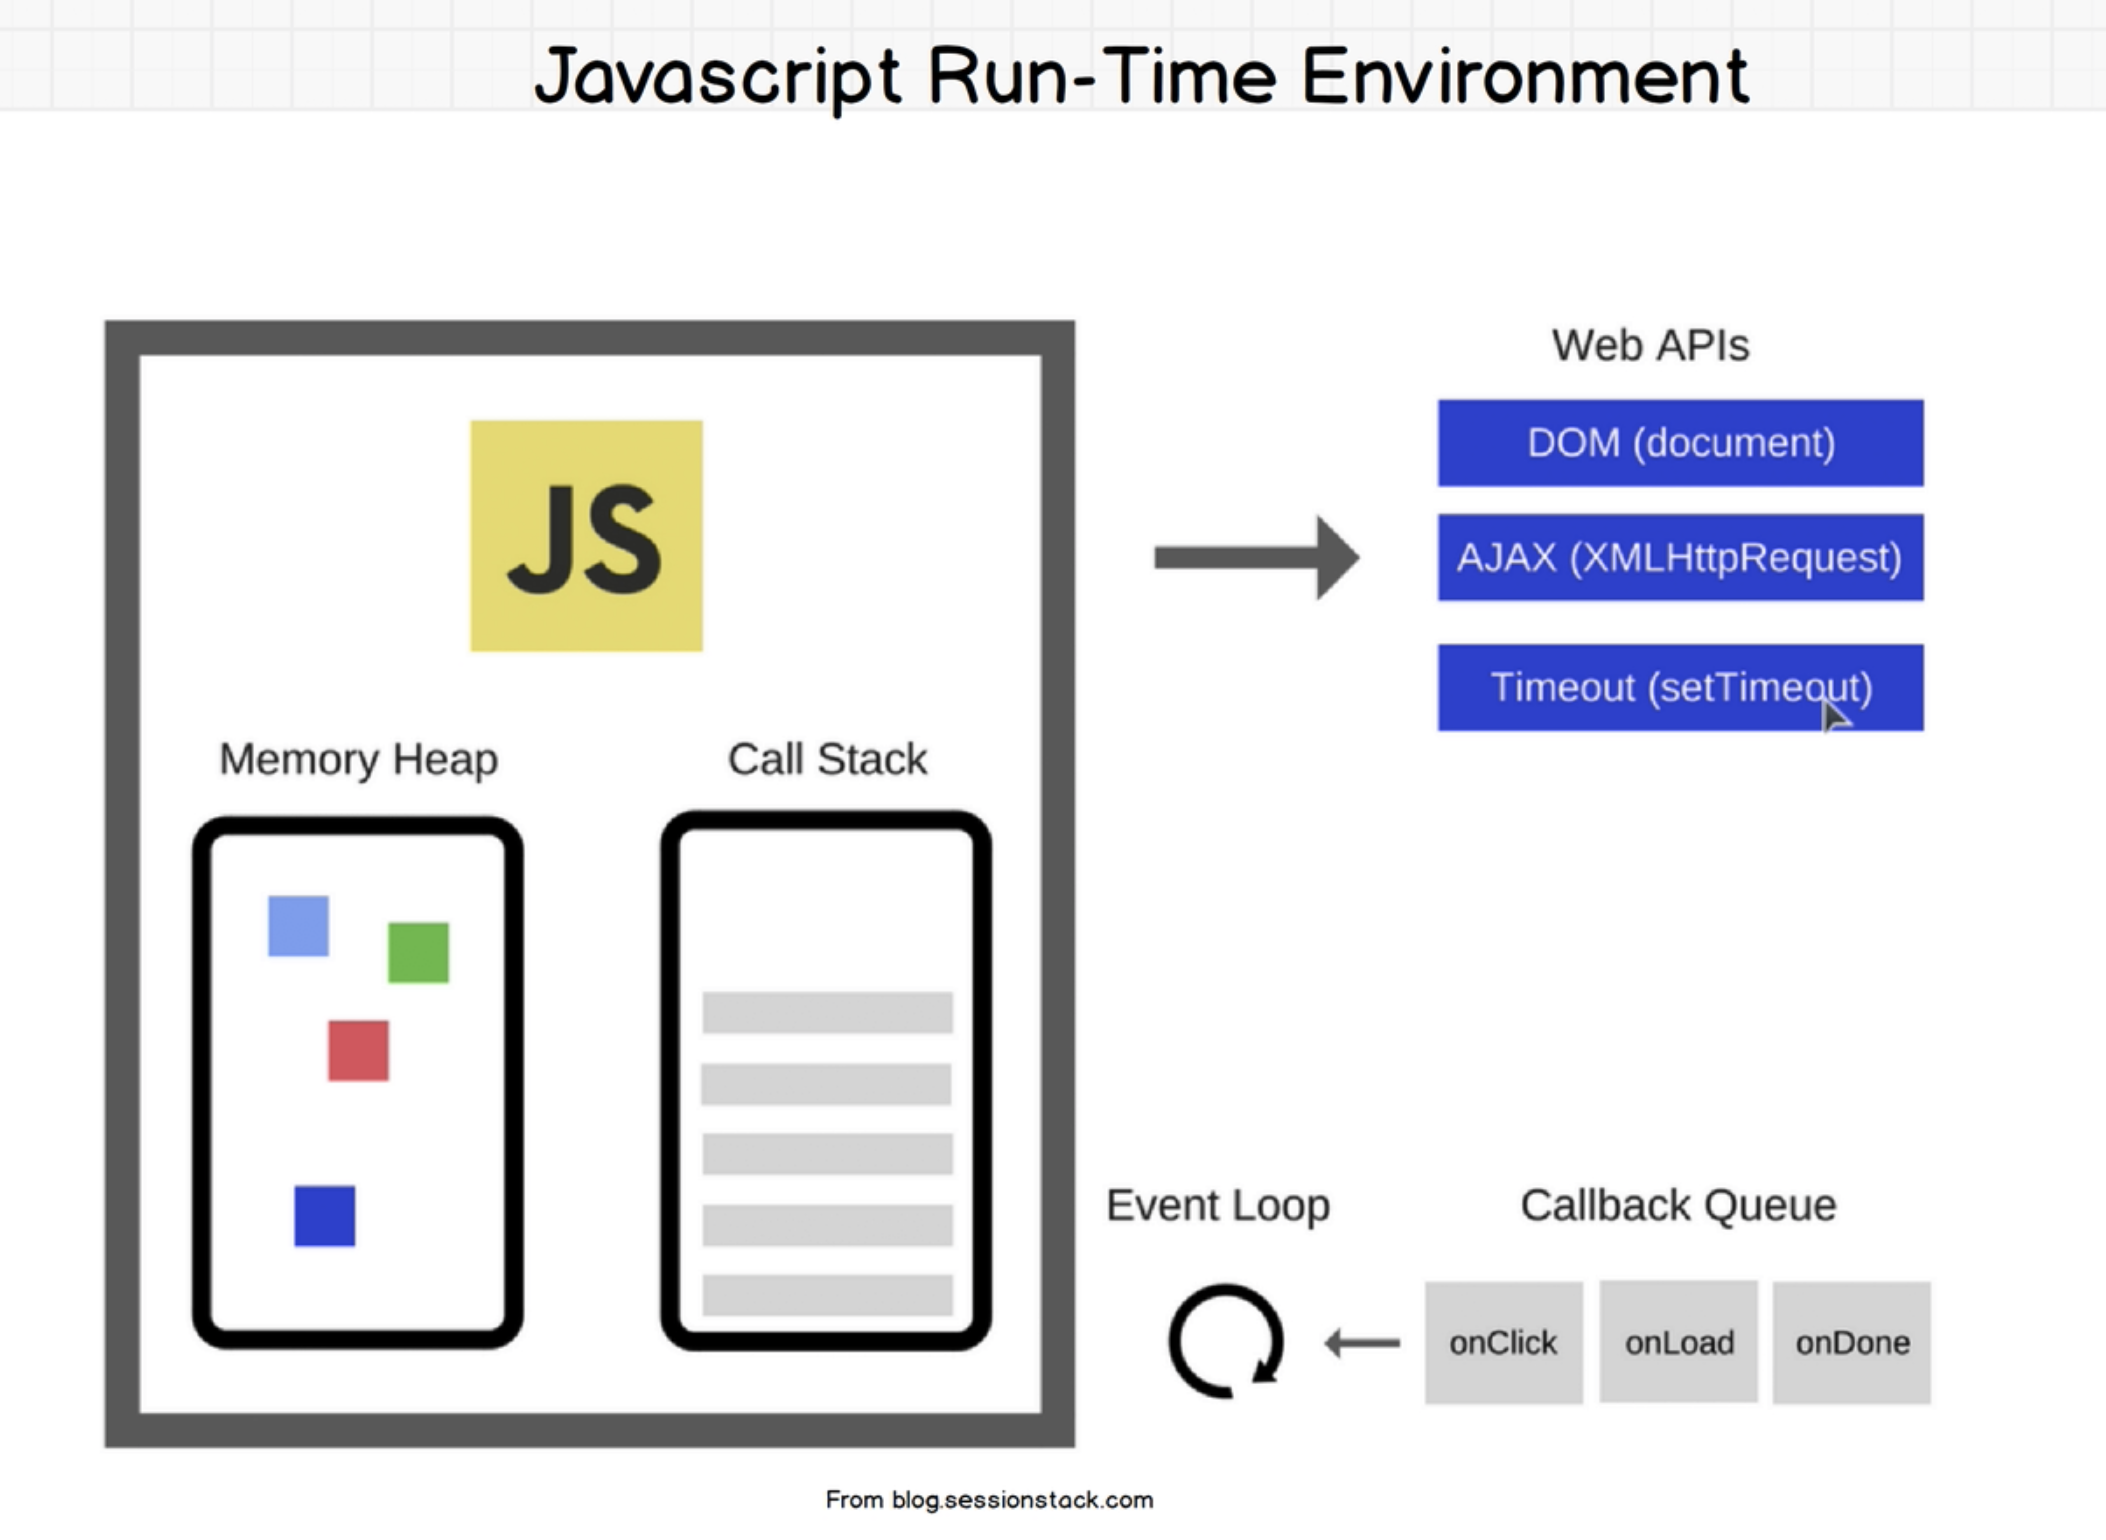 Javascript Run-Time Environment
Web APIs
DOM (document)
AJAX (XMLHttpRequest)
Timeout (setTimeout)
JS
Memory Heap
Call Stack
Event Loop
Callback Queue
onClick
onLoad
onDone
From blog.sessionstack.com